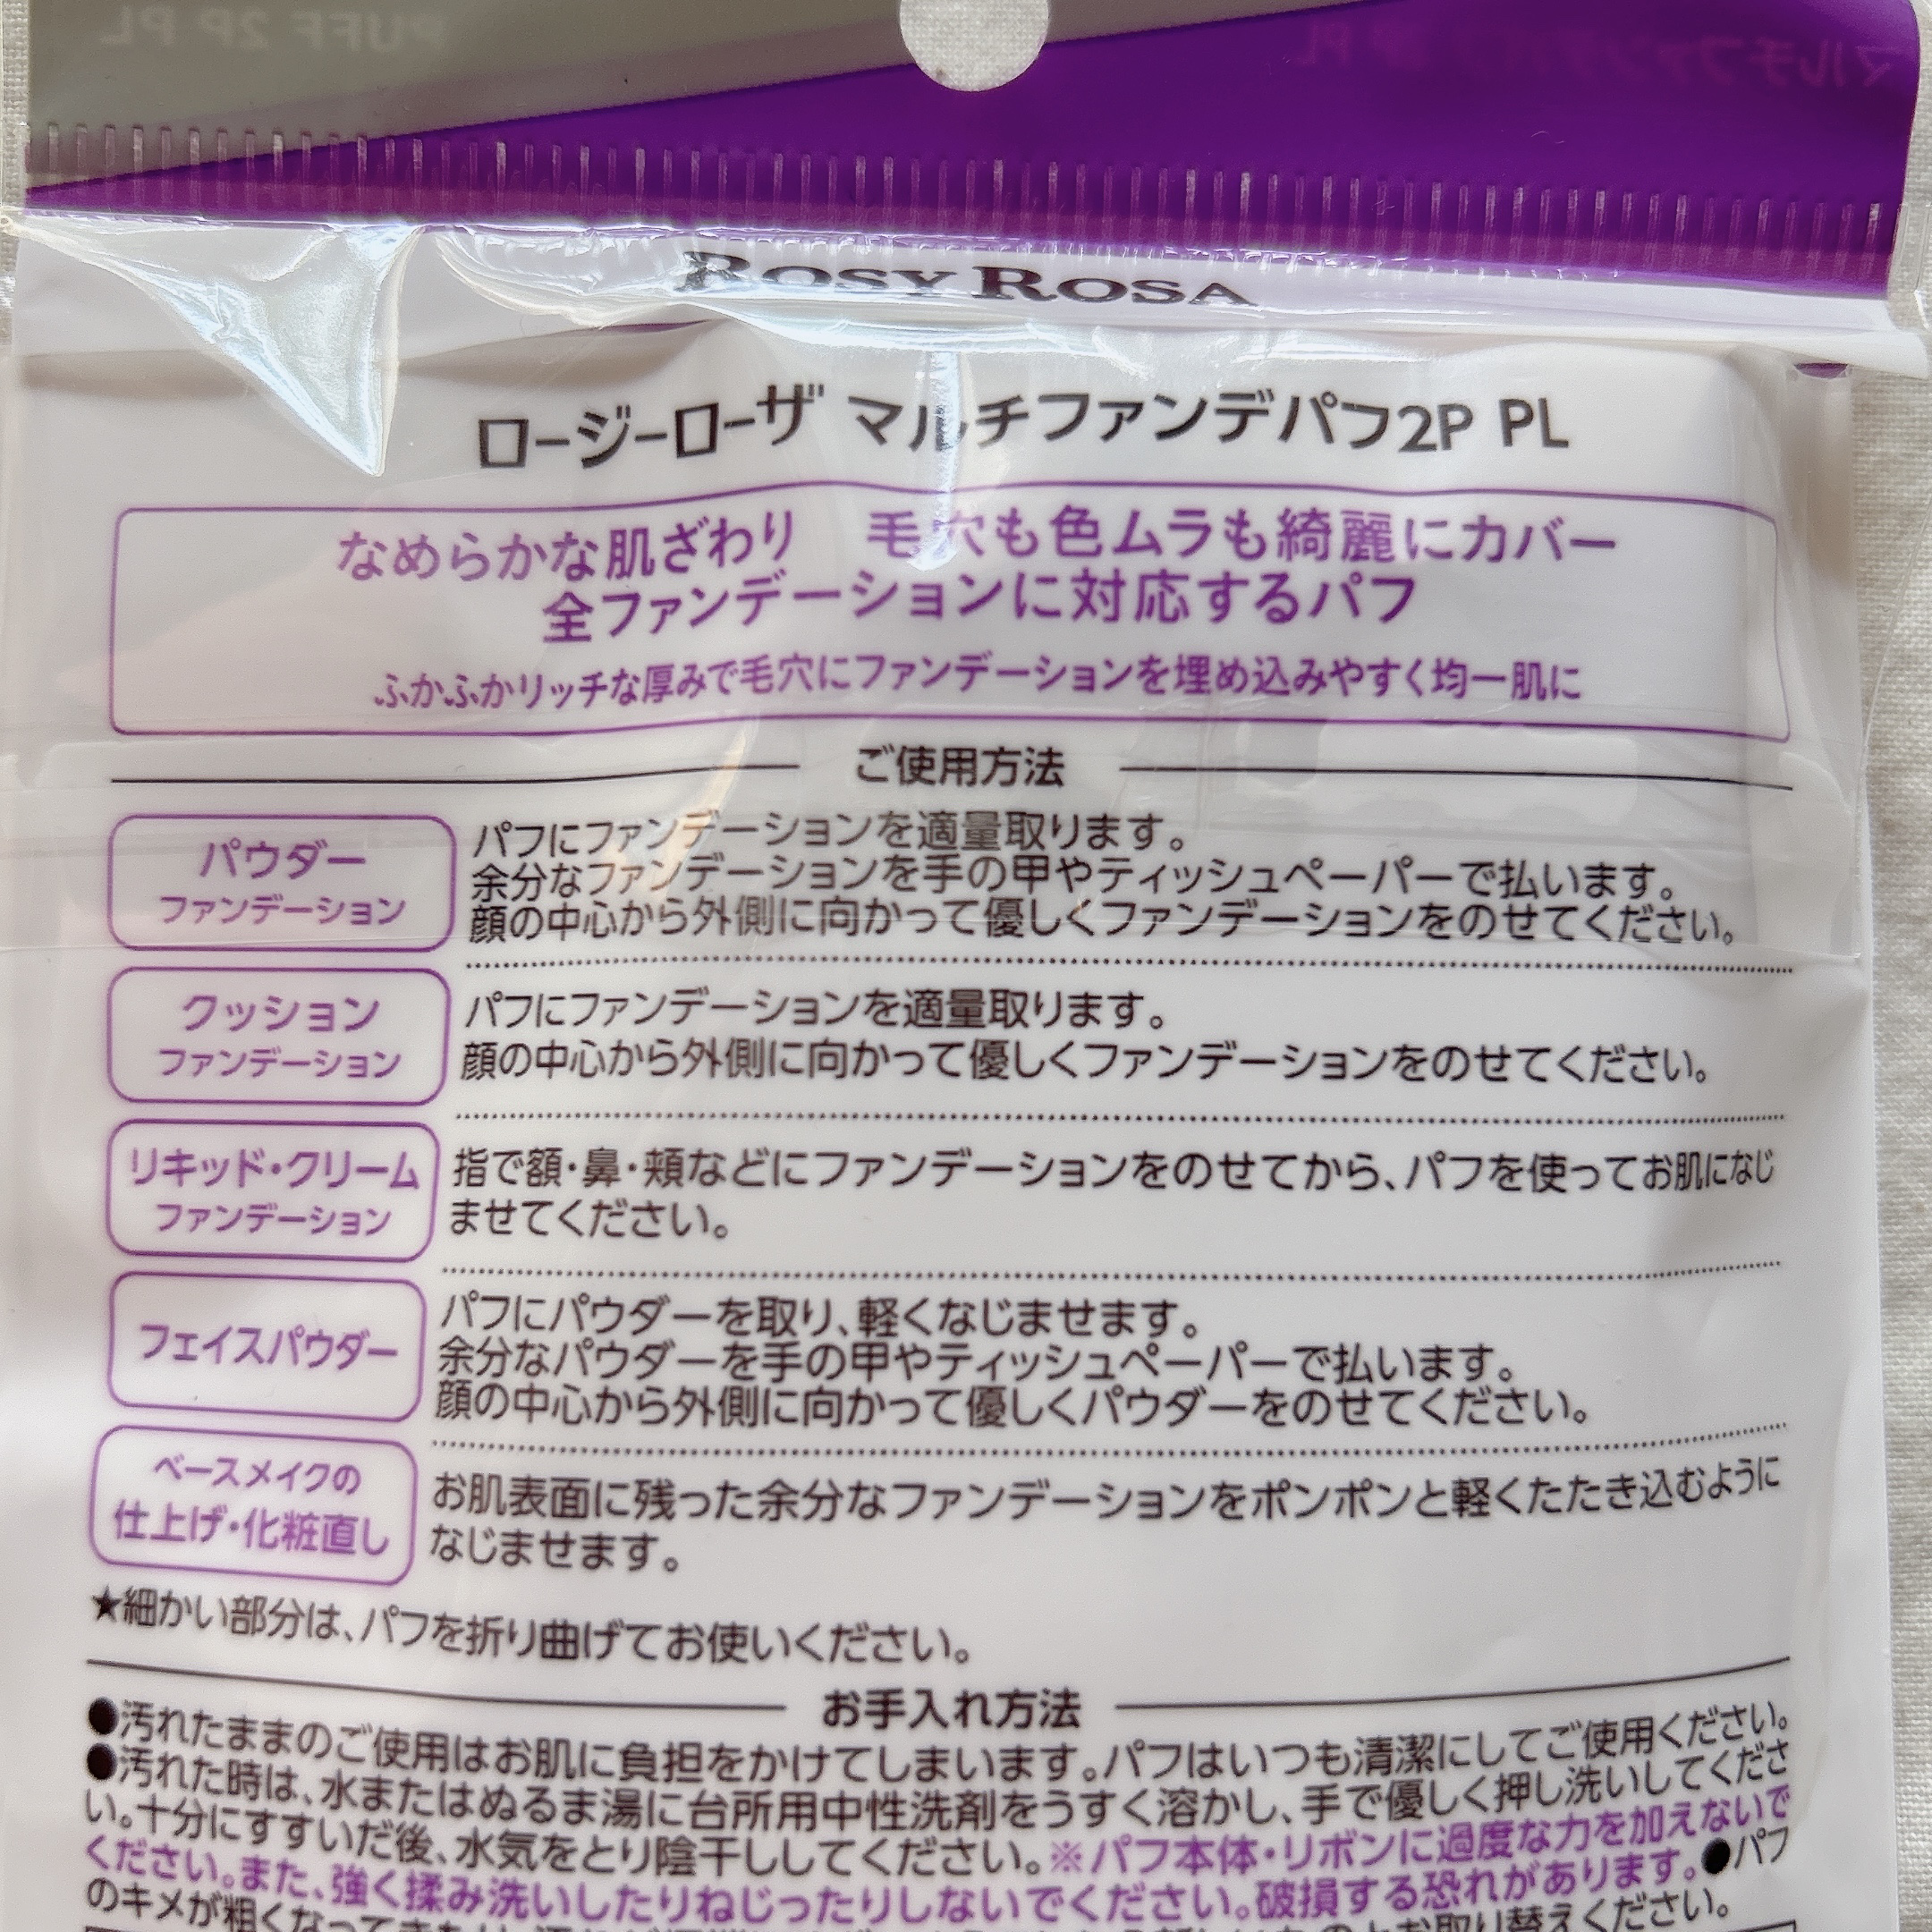 ROSY ROSA
ロージーローザ マルチファンデパフ2P PL
なめらかな肌ざわり 毛穴も色ムラも綺麗にカバー
全ファンデーションに対応するパフ
ふかふかリッチな厚みで毛穴にファンデーションを埋め込みやすく均一肌に
ご使用方法
パウダー
ファンデーション
パフにファンデーションを適量取ります。
余分なファンデーションを手の甲やティッシュペーパーで払います。
顔の中心から外側に向かって優しくファンデーションをのせてください。
クッション
ファンデーション
パフにファンデーションを適量取ります。
顔の中心から外側に向かって優しくファンデーションをのせてください。
リキッド・クリーム
ファンデーション
指で額・鼻・頬などにファンデーションをのせてから、パフを使ってお肌になじ
ませてください。
フェイスパウダー
パフにパウダーを取り、軽くなじませます。
余分なパウダーを手の甲やティッシュペーパーで払います。
顔の中心から外側に向かって優しくパウダーをのせてください。
ベースメイクの
仕上げ・化粧直し
お肌表面に残った余分なファンデーションをポンポンと軽くたたき込むように
なじませます。
★細かい部分は、パフを折り曲げてお使いください。
お手入れ方法
●汚れたままのご使用はお肌に負担をかけてしまいます。パフはいつも清潔にしてご使用ください。
●汚れた時は、水またはぬるま湯に台所用中性洗剤をうすく溶かし、手で優しく押し洗いしてくださ
い。十分にすすいだ後、水気をとり陰干ししてください。※パフ本体・リボンに過度な力を加えないで
ください。また、強く揉み洗いしたりねじったりしないでください。破損する恐れがあります。●パフ
のキメが粗くなって お取り替えください。